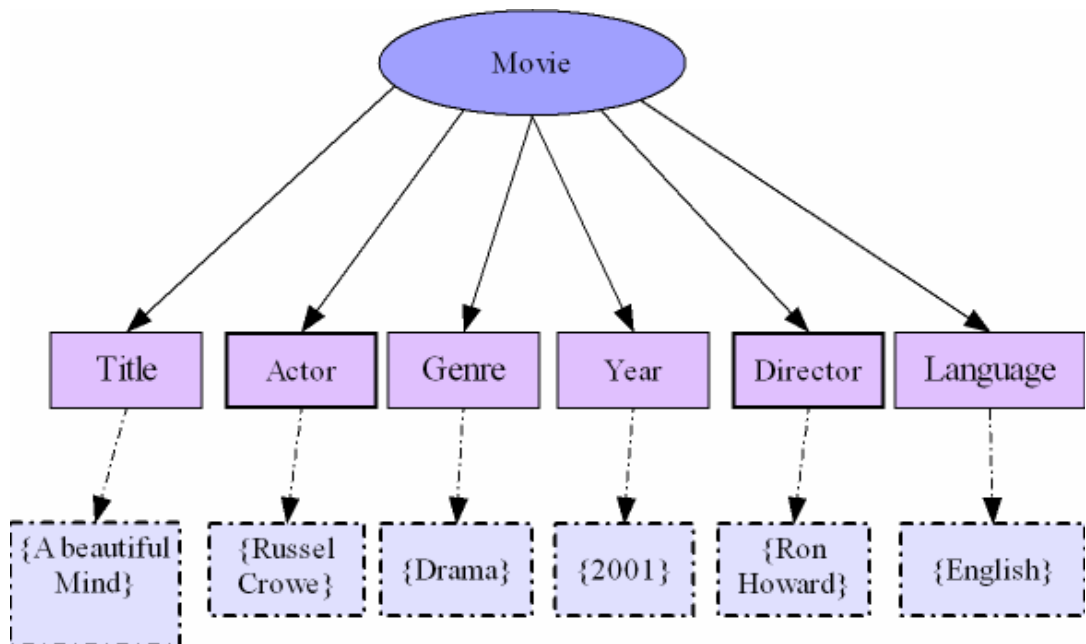 Movie
Title
Actor
Genre
Year
Director
Language
{A beautiful
Mind}
{Russel
Crowe}
{Drama}
{2001}
{Ron
Howard}
{English}